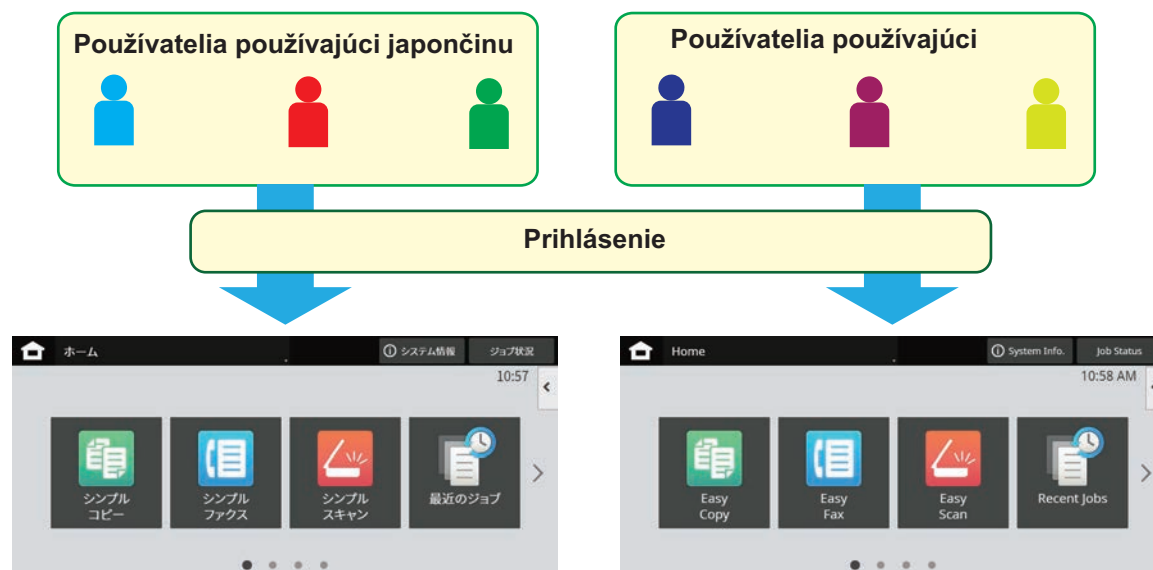 Používatelia používajúci japončinu
Používatelia používajúci
Prihlásenie
ホーム
システム情報
ジョブ状況
10:57
シンプル
コピー
シンプル
ファクス
シンプル
スキャン
最近のジョブ
Home
System Info.
Job Status
10:58 AM
Easy
Copy
Easy
Fax
Easy
Scan
Recent Jobs